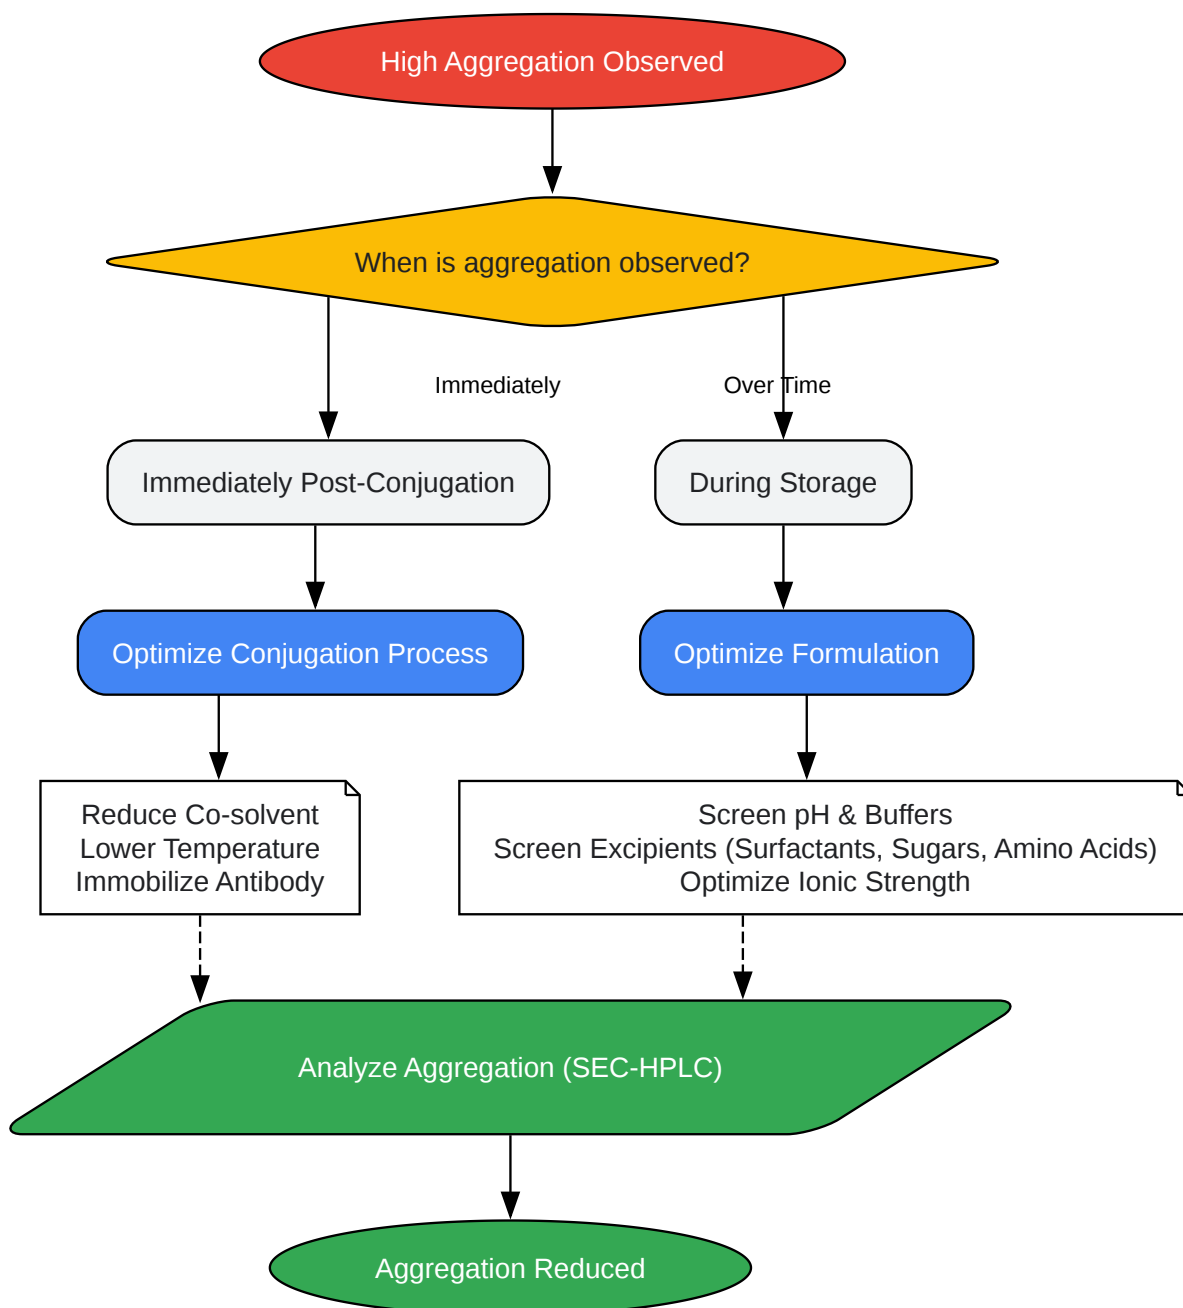 High Aggregation Observed
When is aggregation observed?
Immediately
Over Time
Immediately Post-Conjugation
During Storage
Optimize Conjugation Process
Optimize Formulation
Reduce Co-solvent
Lower Temperature
Immobilize Antibody
Screen pH & Buffers
Screen Excipients (Surfactants, Sugars, Amino Acids)
Optimize Ionic Strength
Analyze Aggregation (SEC-HPLC)
Aggregation Reduced